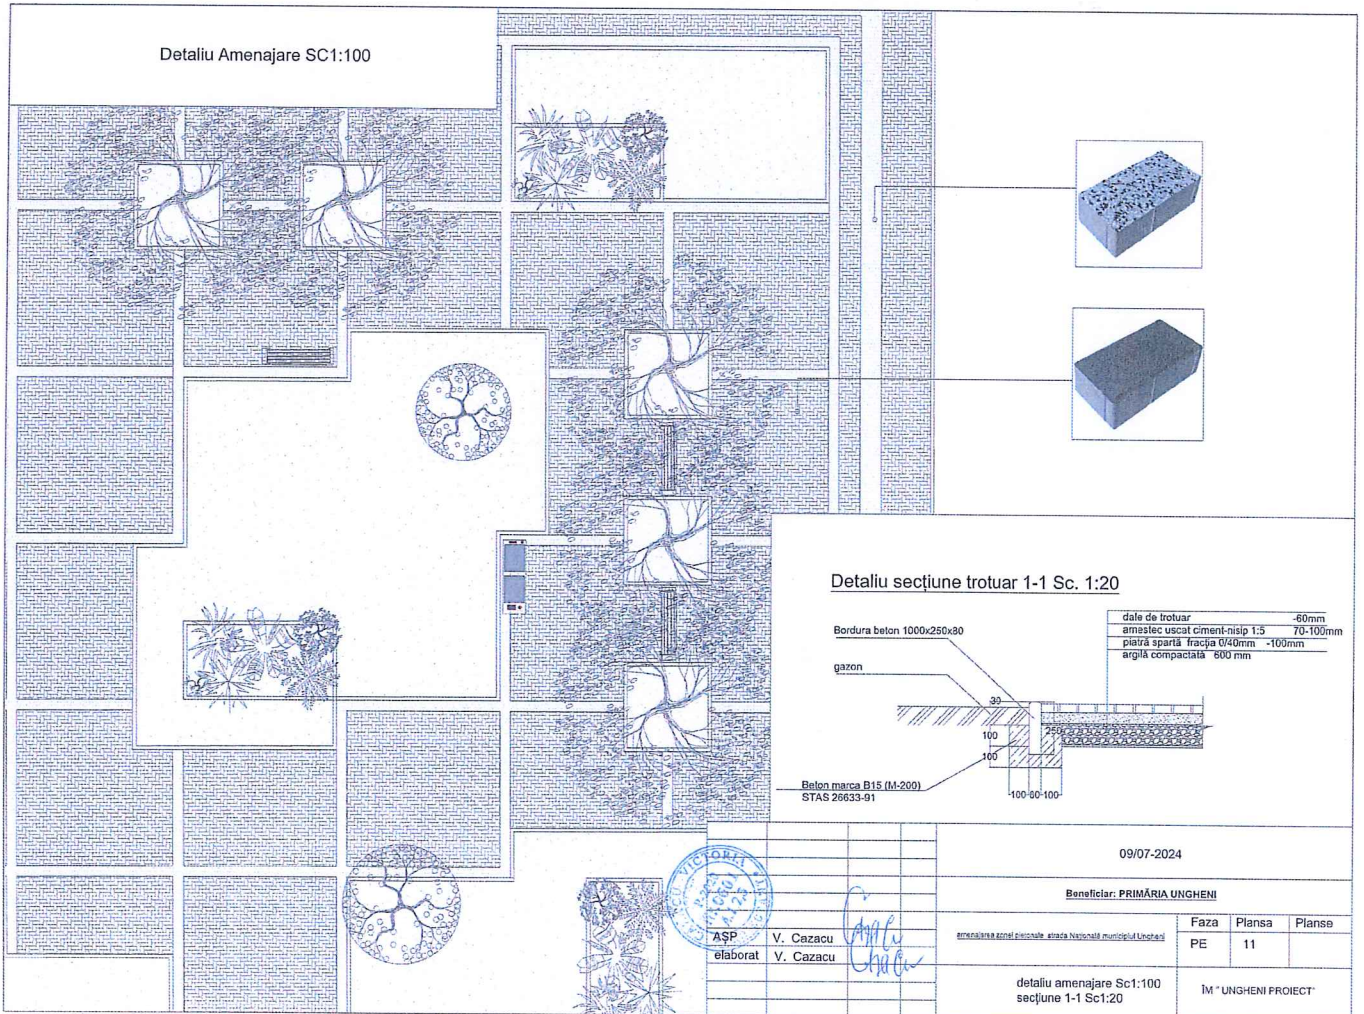 Detaliu Amenajare SC1:100
Detaliu secțiune trotuar 1-1 Sc. 1:20
Bordura beton 1000x250x80
gazon
dale de trotuar -60mm
amestec uscat ciment-nisip 1:5 70-100mm
piatră spartă fracția 0/40mm -100mm
argilă compactată 600 mm
30
100
250
100
Beton marca B15 (M-200)
STAS 26633-91
100 80 100
09/07-2024
Beneficiar: PRIMĂRIA UNGHENI
amenajarea zonei pietonale strada Națională municipiul Ungheni
Faza Plansa Planse
PE 11
AȘP V. Cazacu
elaborat V. Cazacu
detaliu amenajare Sc1:100
secțiune 1-1 Sc1:20
ÎM "UNGHENI PROIECT"